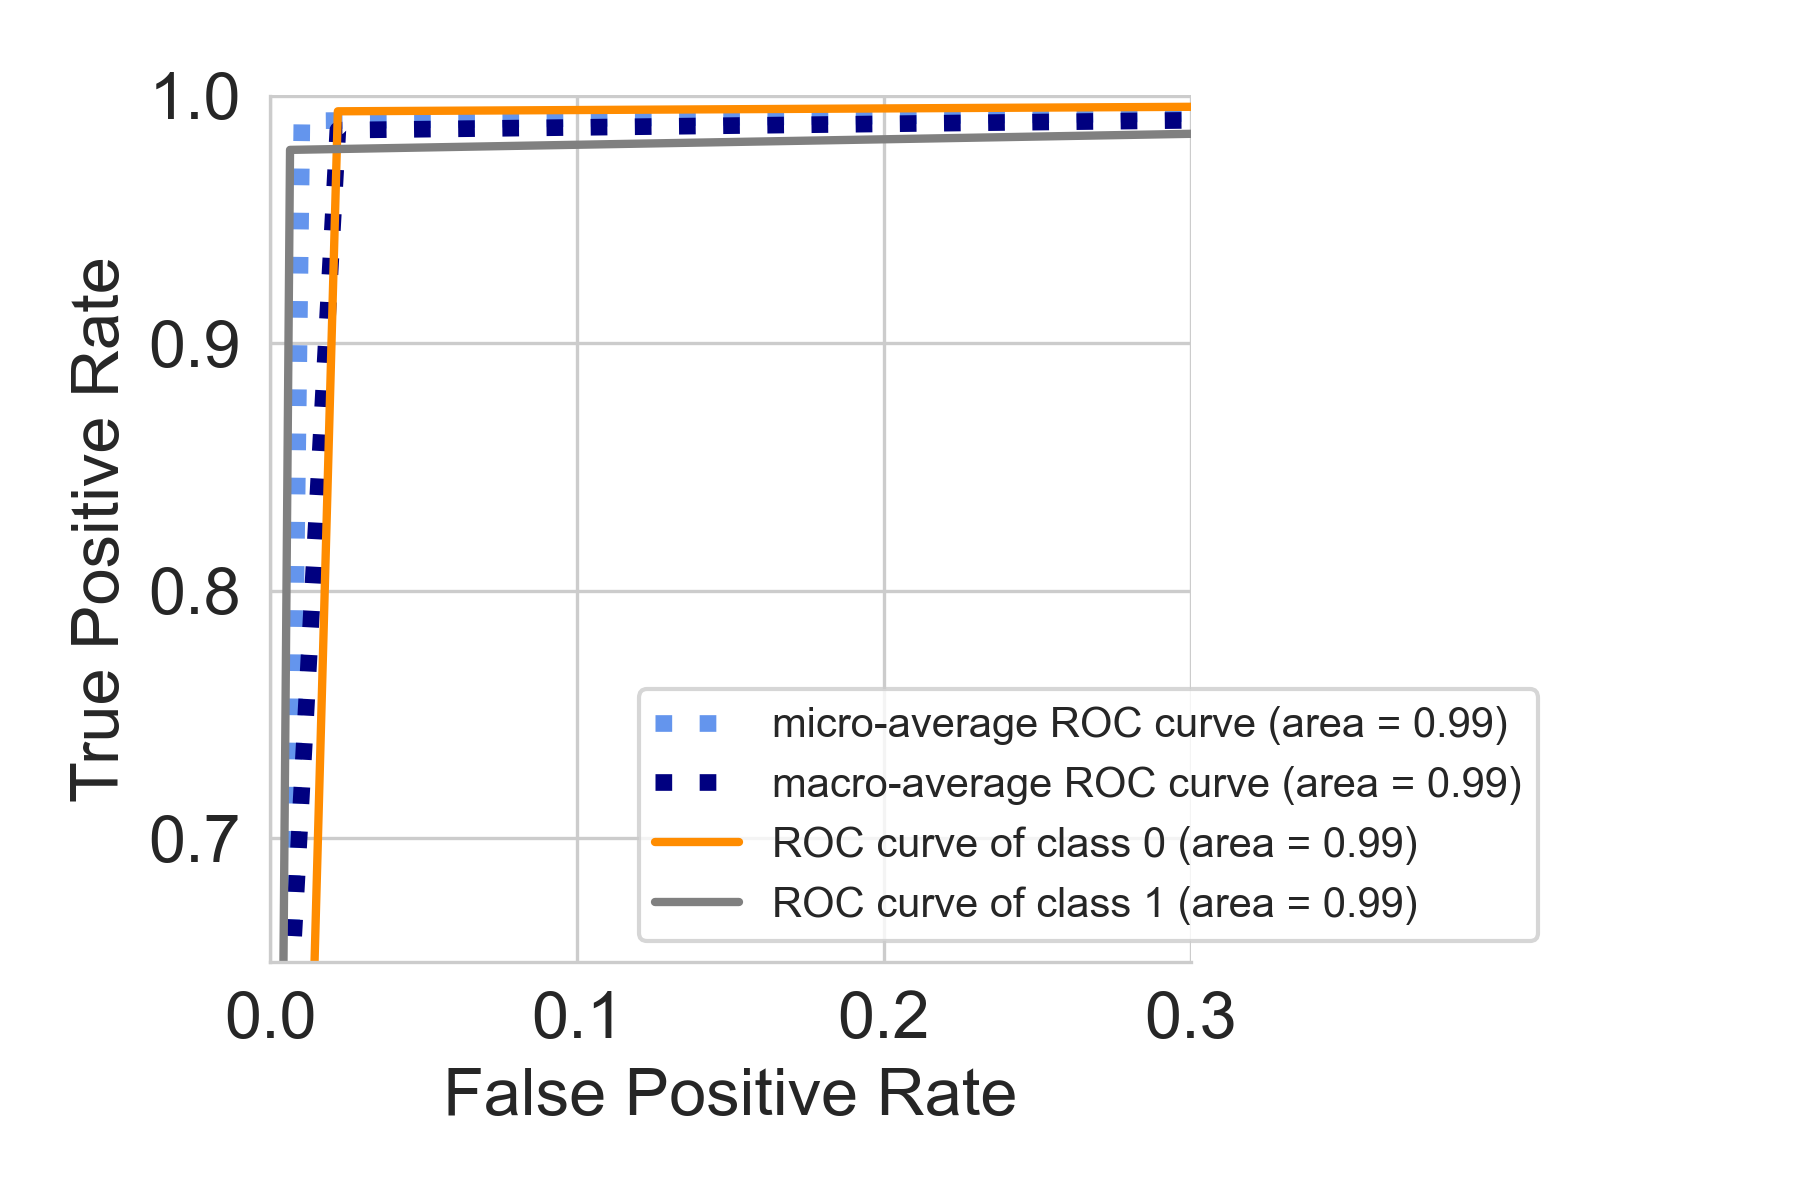 1.0
0.9
0.8
0.7
True Positive Rate
0.0 0.1 0.2 0.3
False Positive Rate
micro-average ROC curve (area = 0.99)
macro-average ROC curve (area = 0.99)
ROC curve of class 0 (area = 0.99)
ROC curve of class 1 (area = 0.99)